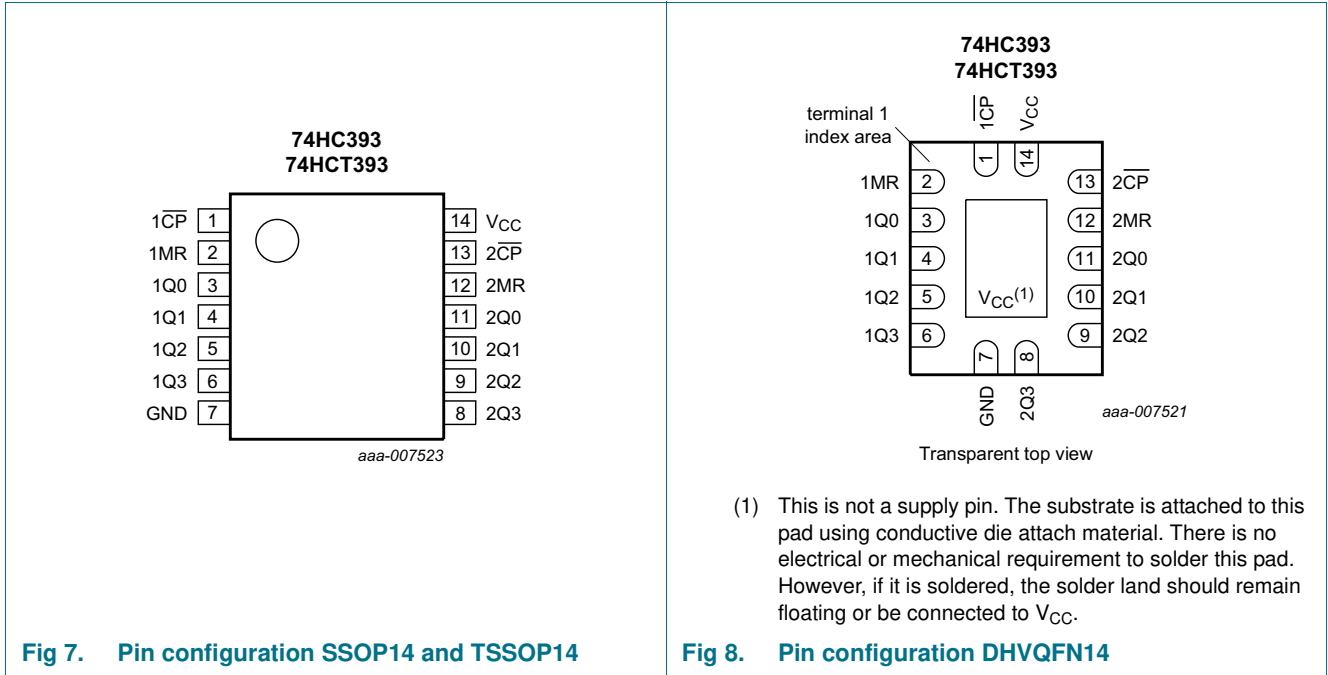 74HC393
74HCT393
1C̅P̅ 1
1MR 2
1Q0 3
1Q1 4
1Q2 5
1Q3 6
GND 7
14 VCC
13 2C̅P̅
12 2MR
11 2Q0
10 2Q1
9 2Q2
8 2Q3
aaa-007523
Fig 7. Pin configuration SSOP14 and TSSOP14
74HC393
74HCT393
terminal 1
index area
1̅CP
VCC
1
14
1MR 2
1Q0 3
1Q1 4
1Q2 5
1Q3 6
13 2C̅P̅
12 2MR
11 2Q0
10 2Q1
9 2Q2
VCC(1)
7
8
GND
2Q3
aaa-007521
Transparent top view
(1) This is not a supply pin. The substrate is attached to this
pad using conductive die attach material. There is no
electrical or mechanical requirement to solder this pad.
However, if it is soldered, the solder land should remain
floating or be connected to VCC.
Fig 8. Pin configuration DHVQFN14